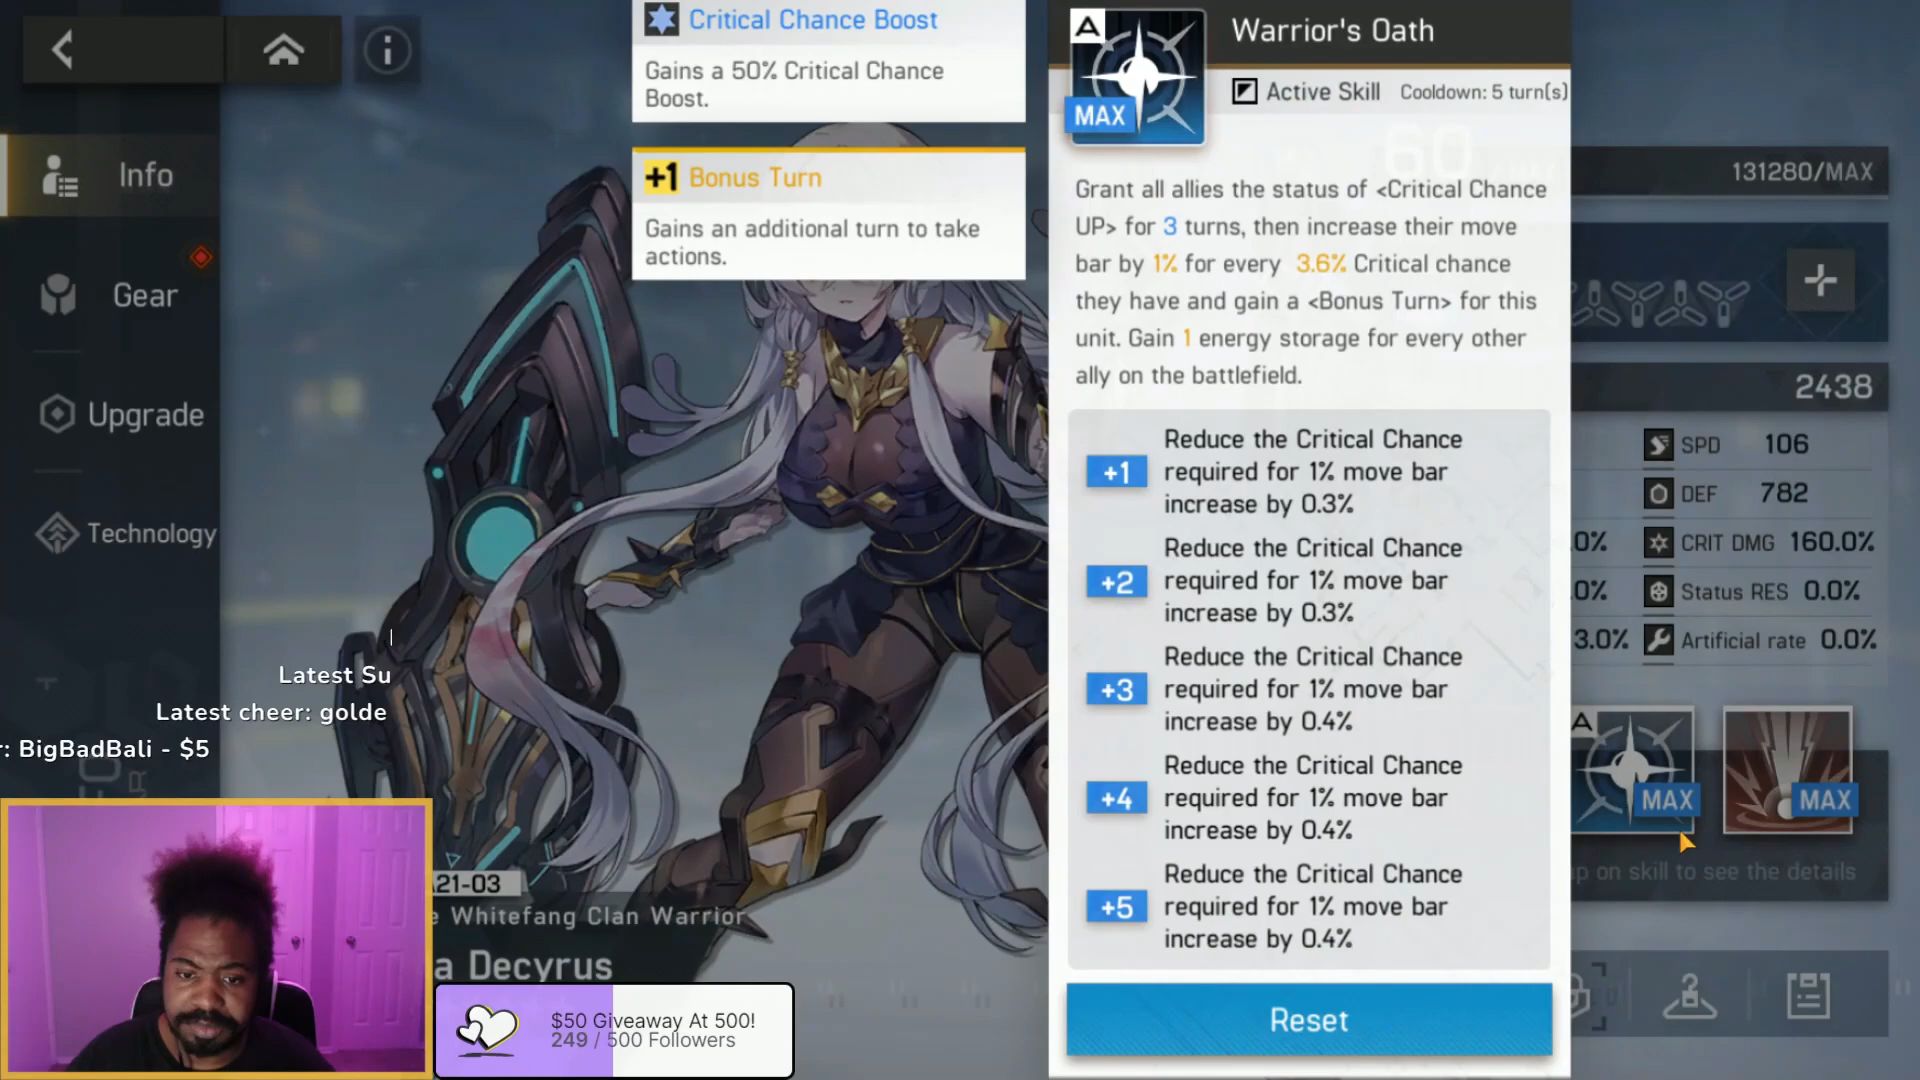 Critical Chance Boost
Gains a 50% Critical Chance
Boost.
+1 Bonus Turn
Gains an additional turn to take
actions.
A
MAX
Warrior's Oath
Active Skill Cooldown: 5 turn(s)
Grant all allies the status of <Critical Chance
UP> for 3 turns, then increase their move
bar by 1% for every 3.6% Critical chance
they have and gain a <Bonus Turn> for this
unit. Gain 1 energy storage for every other
ally on the battlefield.
+1 Reduce the Critical Chance
required for 1% move bar
increase by 0.3%
+2 Reduce the Critical Chance
required for 1% move bar
increase by 0.3%
+3 Reduce the Critical Chance
required for 1% move bar
increase by 0.4%
+4 Reduce the Critical Chance
required for 1% move bar
increase by 0.4%
+5 Reduce the Critical Chance
required for 1% move bar
increase by 0.4%
Reset
Info
Gear
Upgrade
Technology
60
131280/MAX
2438
SPD 106
DEF 782
.0% CRIT DMG 160.0%
.0% Status RES 0.0%
3.0% Artificial rate 0.0%
A
MAX
MAX
on skill to see the details
Latest Su
Latest cheer: golde
: BigBadBali - $5
21-03
Whitefang Clan Warrior
a Decyrus
$50 Giveaway At 500!
249 / 500 Followers